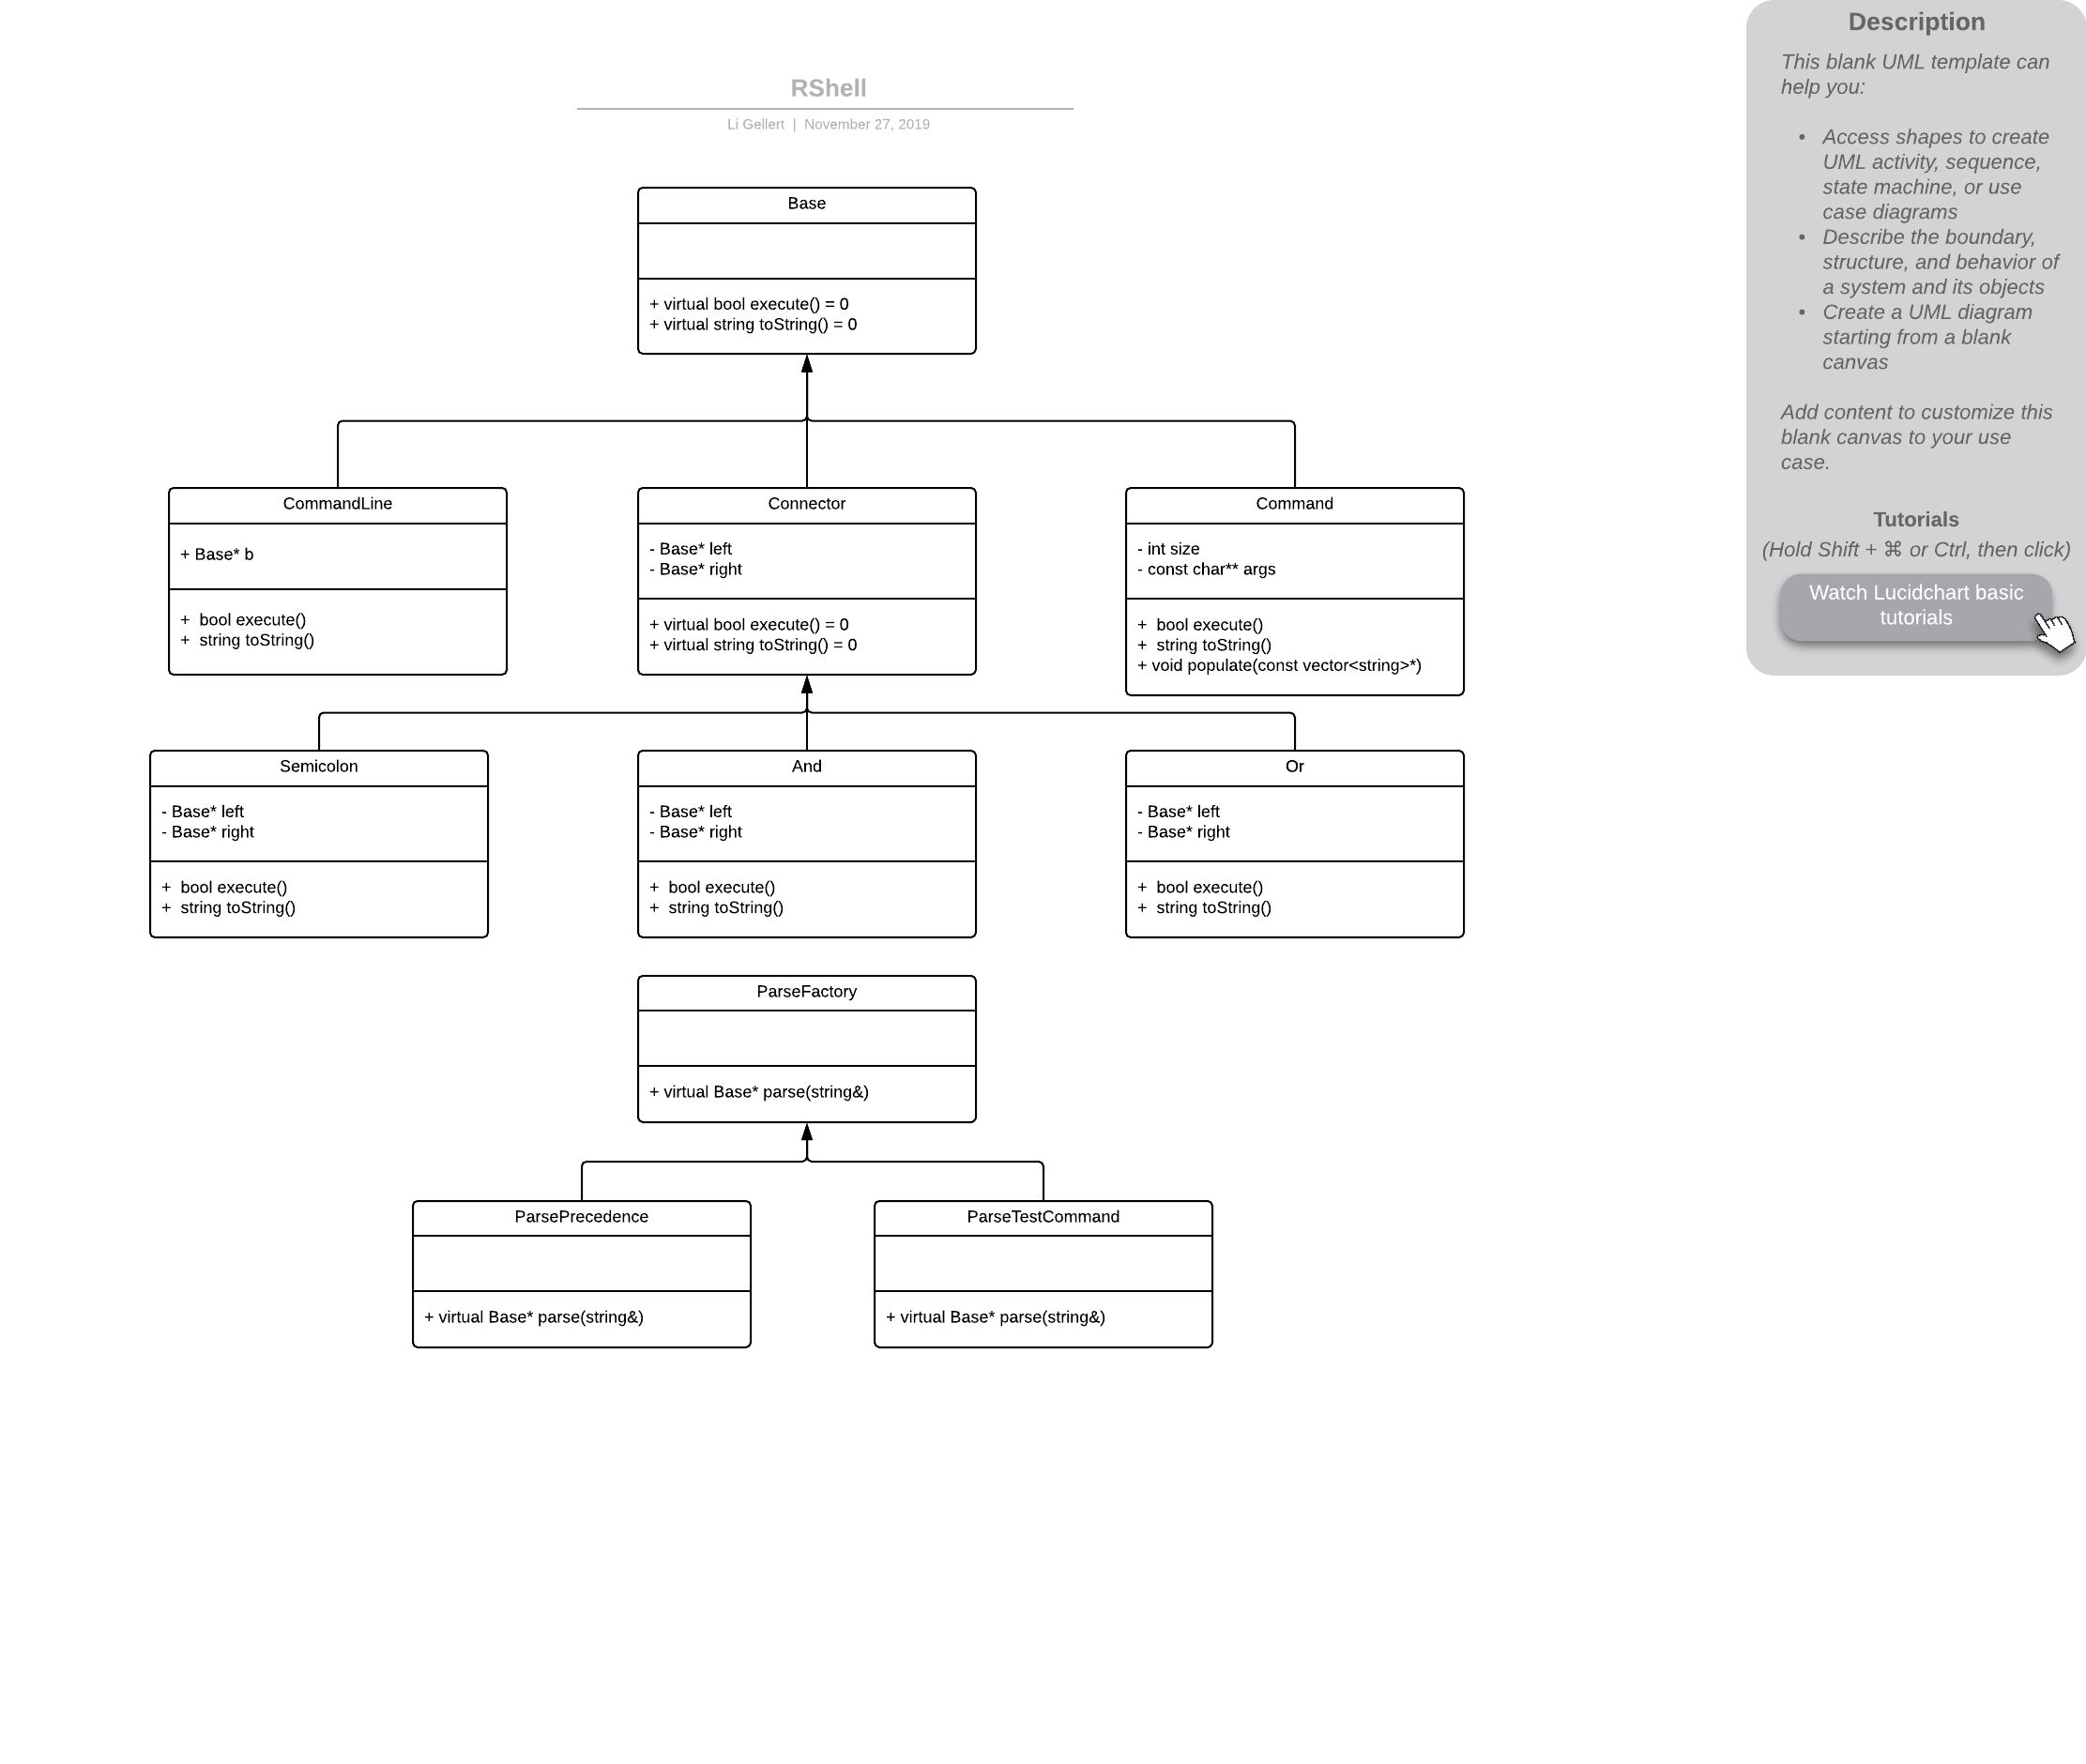 RShell
Li Gellert | November 27, 2019
Base
+ virtual bool execute() = 0
+ virtual string toString() = 0
CommandLine
+ Base* b
+ bool execute()
+ string toString()
Connector
- Base* left
- Base* right
+ virtual bool execute() = 0
+ virtual string toString() = 0
Command
- int size
- const char** args
+ bool execute()
+ string toString()
+ void populate(const vector<string>*)
Semicolon
- Base* left
- Base* right
+ bool execute()
+ string toString()
And
- Base* left
- Base* right
+ bool execute()
+ string toString()
Or
- Base* left
- Base* right
+ bool execute()
+ string toString()
ParseFactory
+ virtual Base* parse(string&)
ParsePrecedence
+ virtual Base* parse(string&)
ParseTestCommand
+ virtual Base* parse(string&)
Description
This blank UML template can
help you:
• Access shapes to create
UML activity, sequence,
state machine, or use
case diagrams
• Describe the boundary,
structure, and behavior of
a system and its objects
• Create a UML diagram
starting from a blank
canvas
Add content to customize this
blank canvas to your use
case.
Tutorials
(Hold Shift + ⌘ or Ctrl, then click)
Watch Lucidchart basic
tutorials